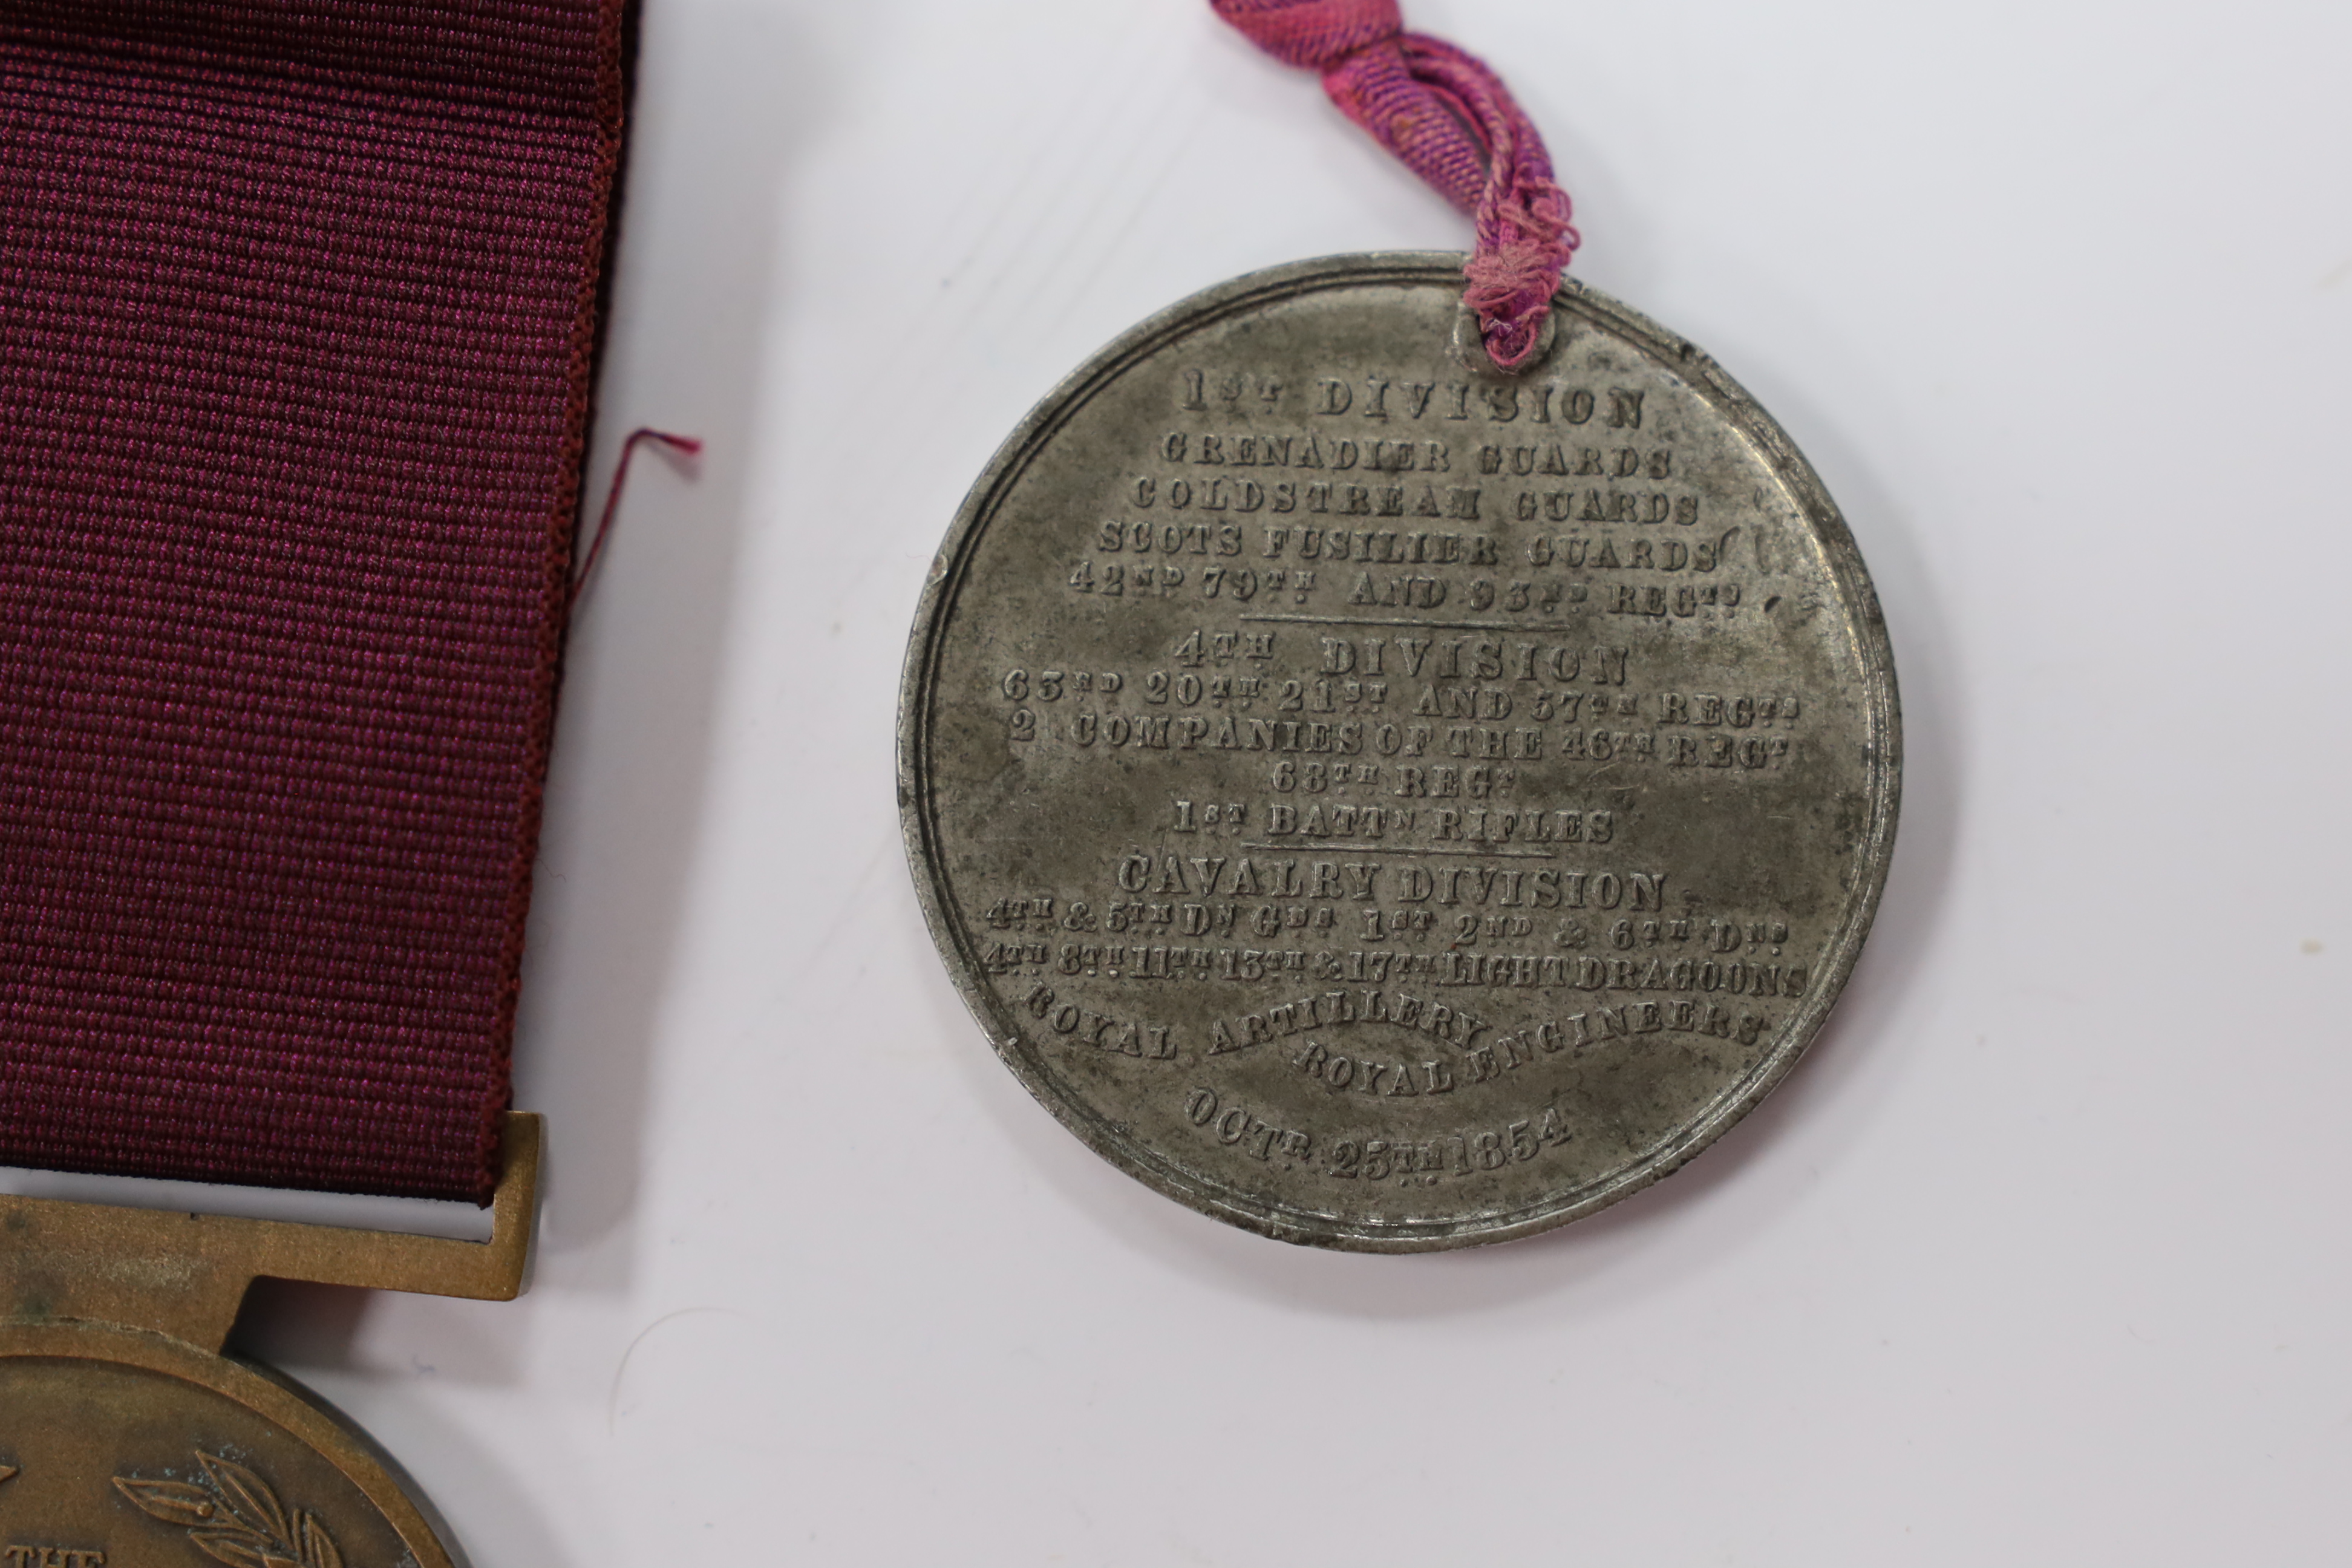 1ST DIVISION
GRENADIER GUARDS
COLDSTREAM GUARDS
SCOTS FUSILIER GUARDS
42ND 79TH AND 93RD REGTS
4TH DIVISION
63RD 20TH 21ST AND 57TH REGTS
2 COMPANIES OF THE 46TH REGT
68TH REGT
1ST BATTN RIFLES
CAVALRY DIVISION
4TH & 5TH DN GDS 1ST 2ND & 6TH DNS
4TH 8TH 11TH 13TH & 17TH LIGHT DRAGOONS
ROYAL ARTILLERY
ROYAL ENGINEERS
OCTR 25TH 1854
THE